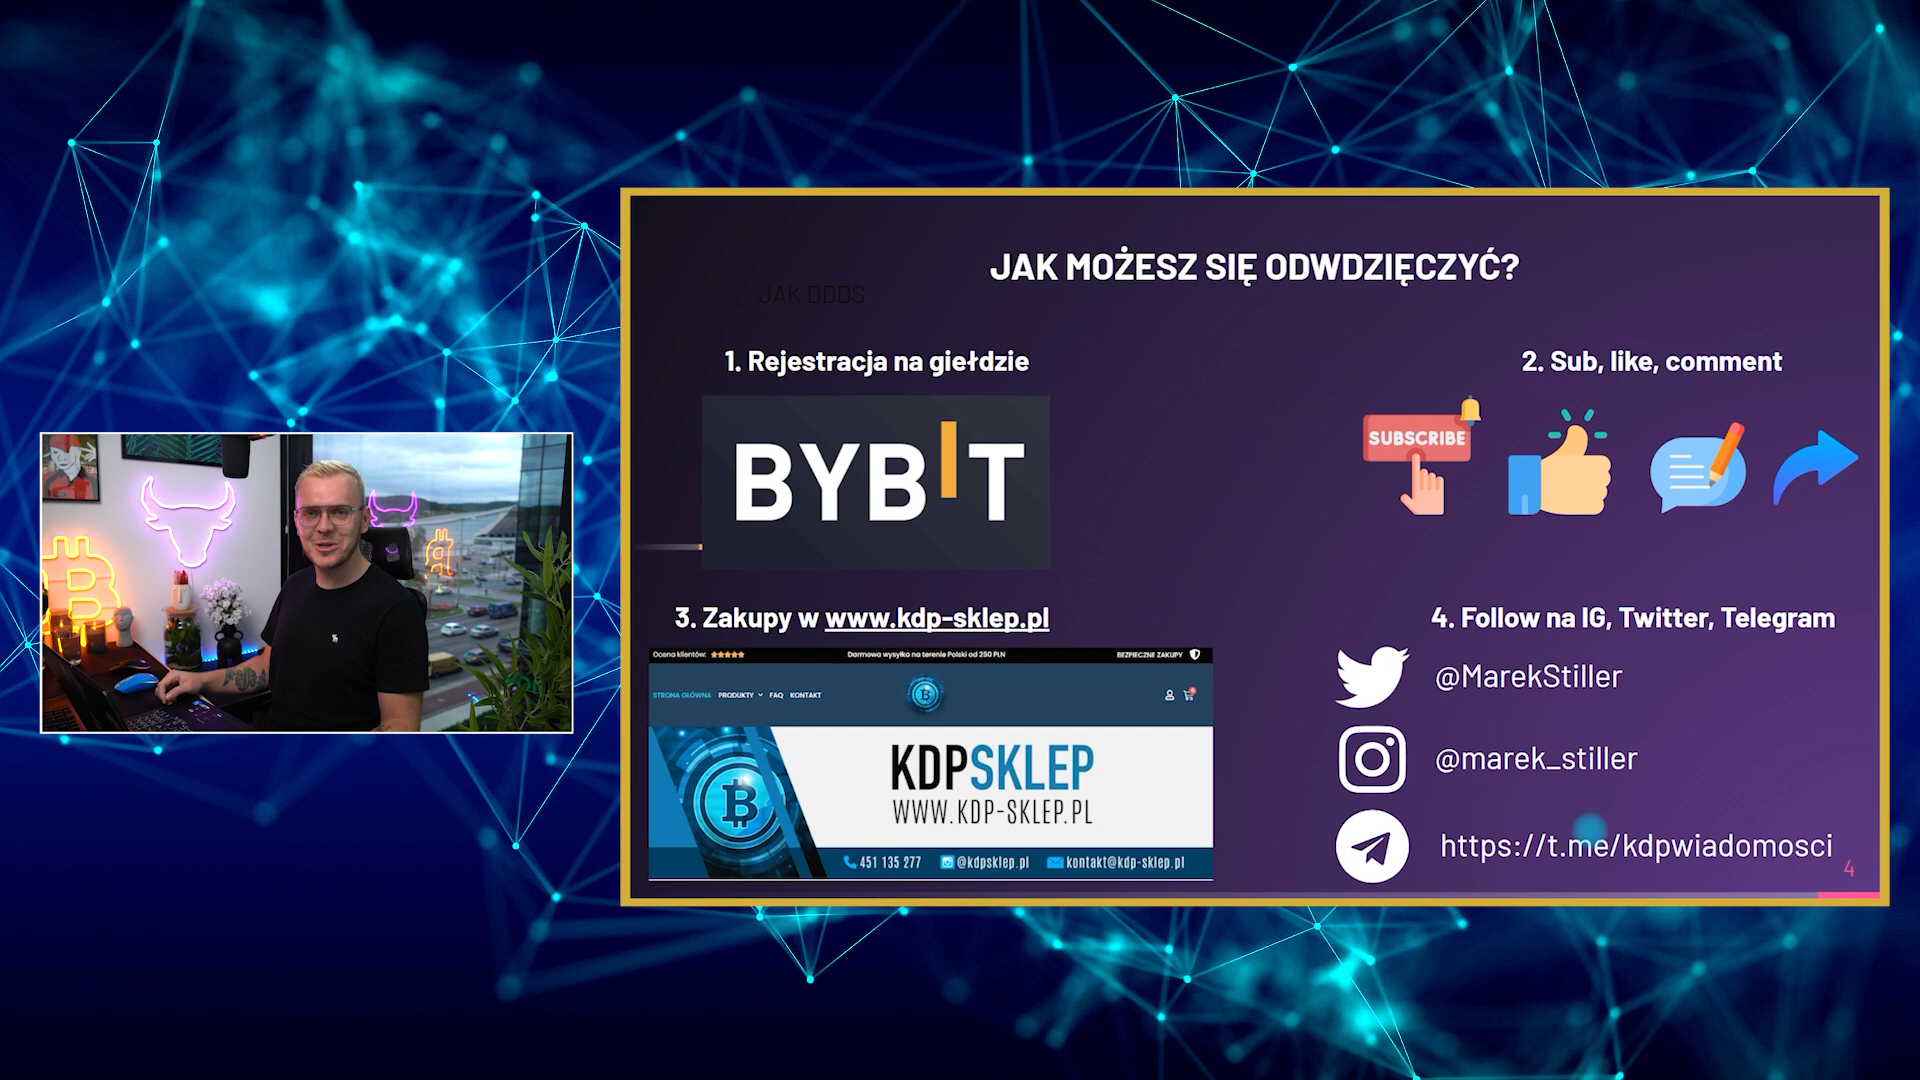 JAK MOŻESZ SIĘ ODWDZIĘCZYĆ?
JAK DDDS
1. Rejestracja na giełdzie
BYBIT
2. Sub, like, comment
SUBSCRIBE
3. Zakupy w www.kdp-sklep.pl
Ocena klientów:
Darmowa wysyłka na terenie Polski od 250 PLN
BEZPIECZNE ZAKUPY
STRONA GŁÓWNA PRODUKTY FAQ KONTAKT
KDPSKLEP
WWW.KDP-SKLEP.PL
451 135 277 @kdpsklep.pl kontakt@kdp-sklep.pl
4. Follow na IG, Twitter, Telegram
@MarekStiller
@marek_stiller
https://t.me/kdpwiadomosci
4